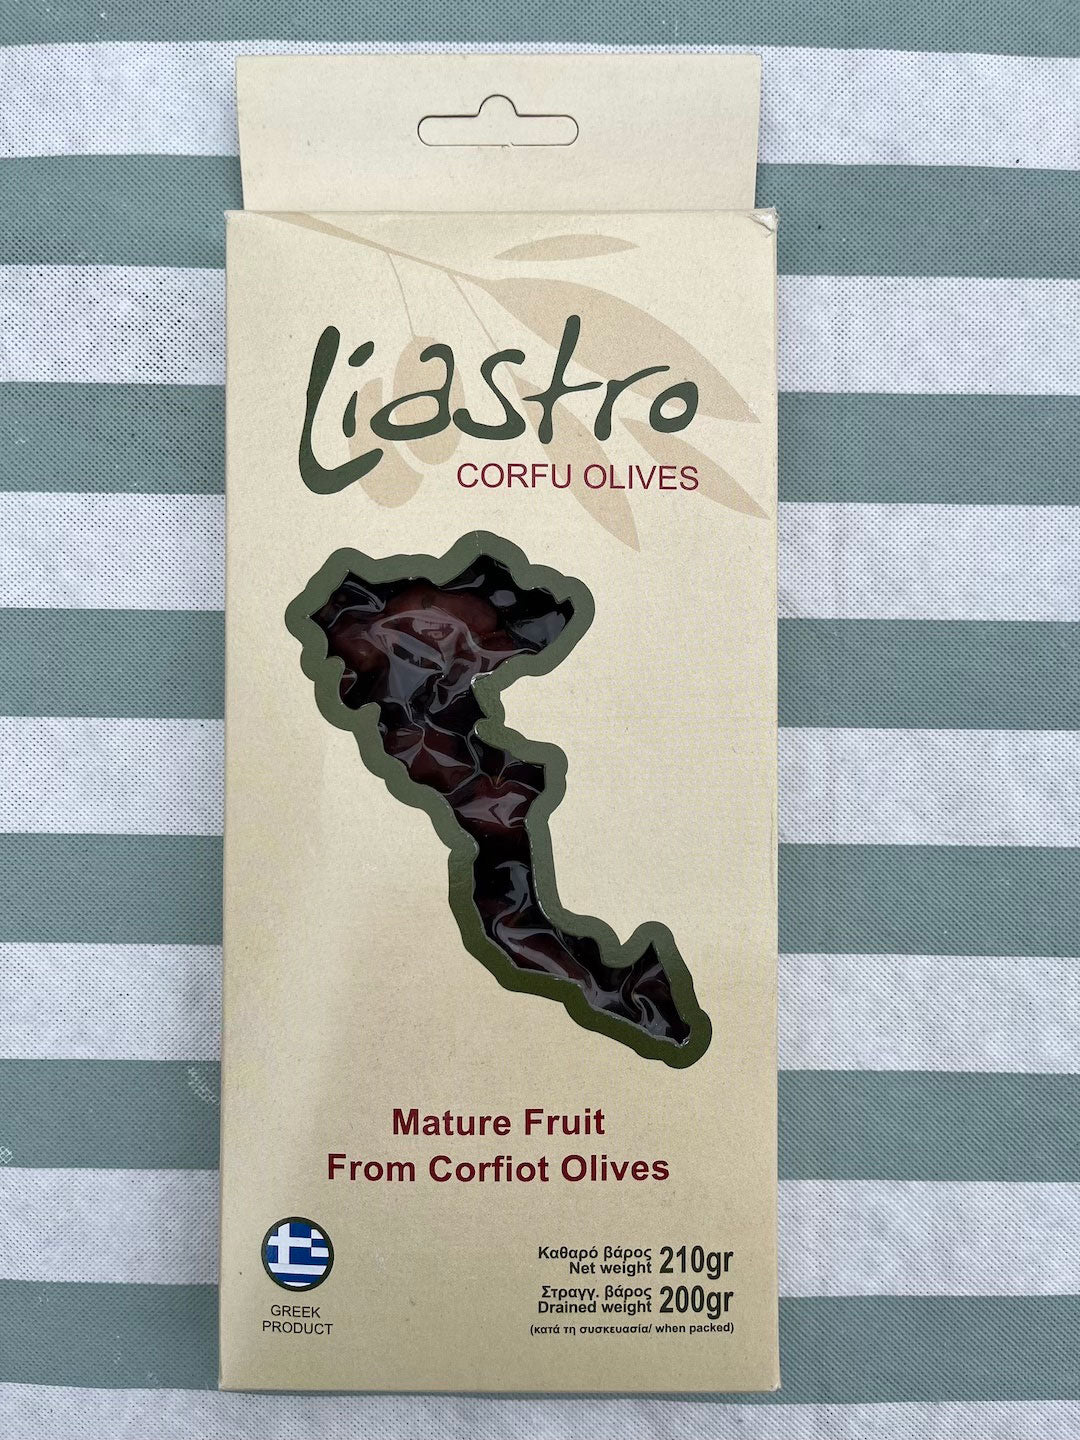 Liastro
CORFU OLIVES
Mature Fruit
From Corfiot Olives
GREEK
PRODUCT
Καθαρό βάρος 210gr
Net weight
Στραγγ. βάρος 200gr
Drained weight
(κατά τη συσκευασία/ when packed)